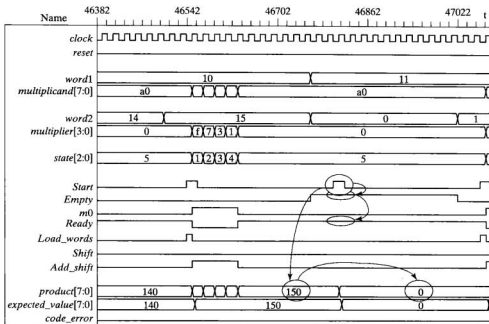 46382 46542 46702 46862 47022 t
Name
clock
reset
word1 10 11
multiplicand[7:0] a0 a0
word2 14 15 0 1
multiplier[3:0] 0 f 7 3 1 0
state[2:0] 5 1 2 3 4 5
Start
Empty
m0
Ready
Load_words
Shift
Add_shift
product[7:0] 140 150 0
expected_value[7:0] 140 150 0
code_error